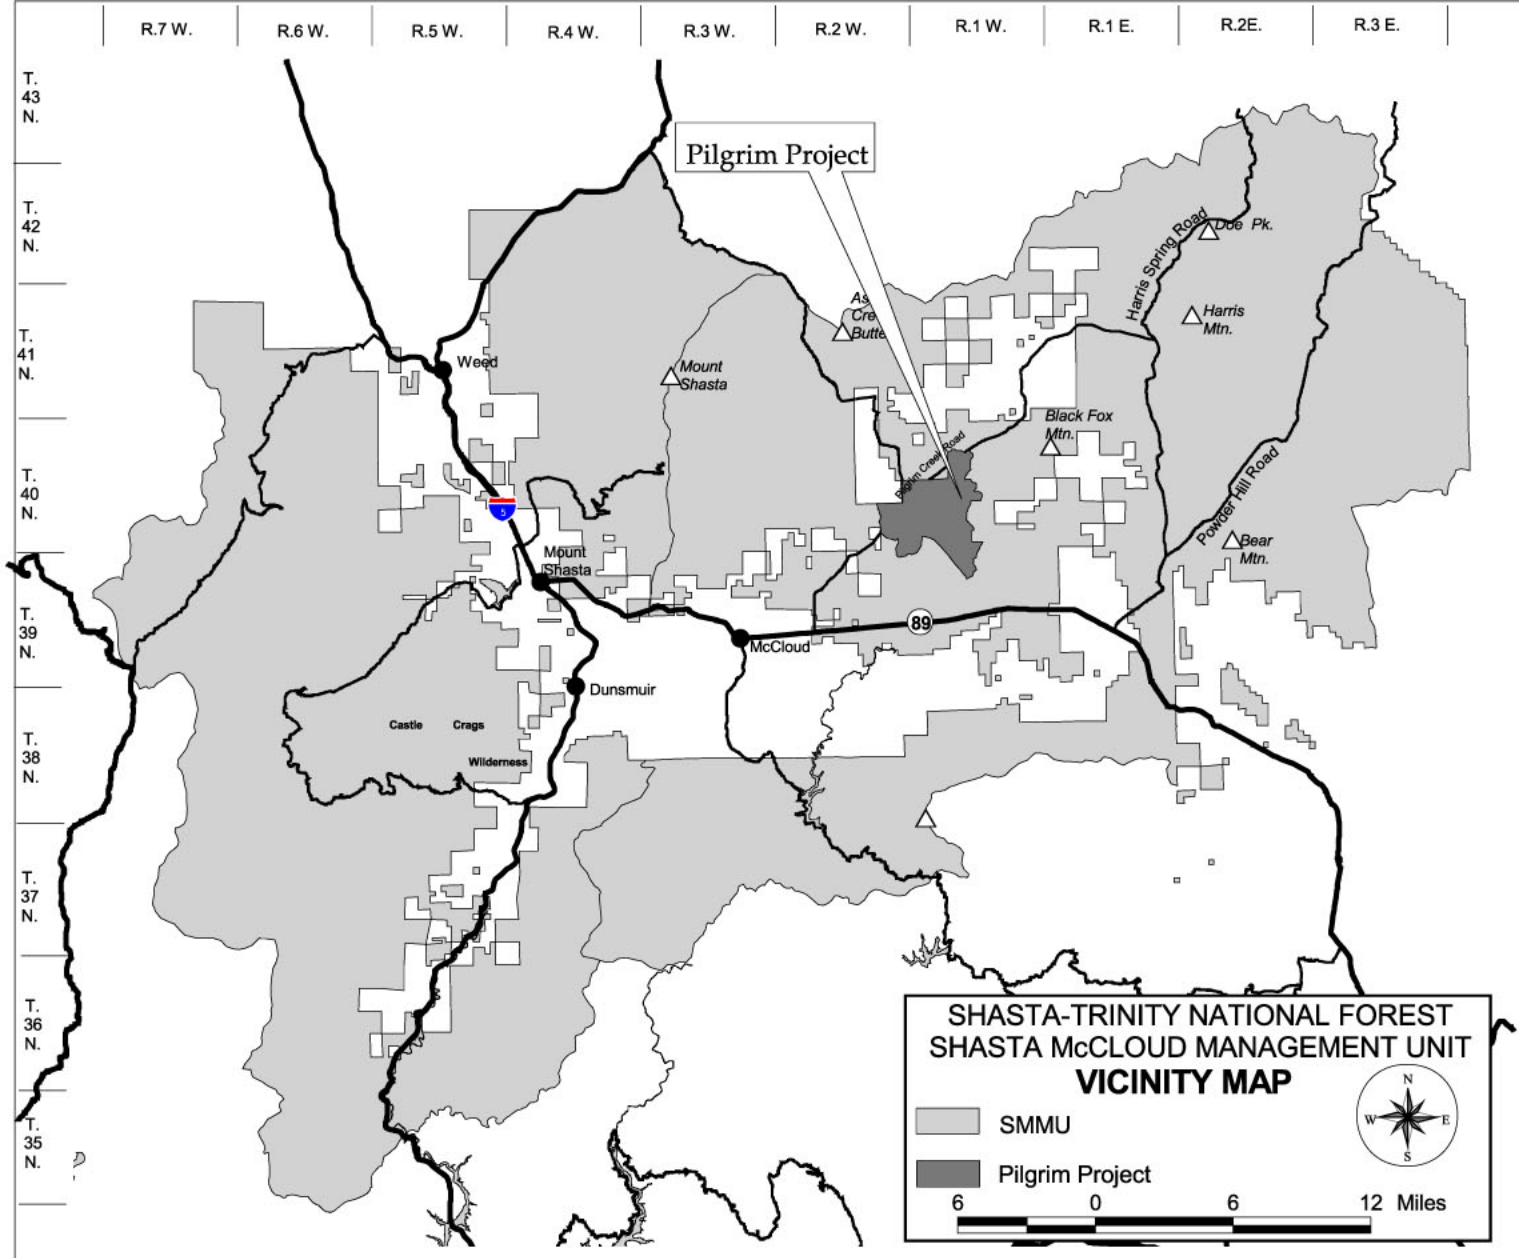 R.7 W. R.6 W. R.5 W. R.4 W. R.3 W. R.2 W. R.1 W. R.1 E. R.2E. R.3 E.
T.
43
N.
Pilgrim Project
T.
42
N.
Doe Pk.
Harris Spring Road
As
Cre
Butte
Harris
Mtn.
T.
41
N.
Weed
Mount
Shasta
Black Fox
Mtn.
Pilgrim Creek Road
T.
40
N.
5
Powder Hill Road
Bear
Mtn.
Mount
Shasta
T.
39
N.
89
McCloud
Dunsmuir
Castle Crags
Wilderness
T.
38
N.
T.
37
N.
T.
36
N.
T.
35
N.
SHASTA-TRINITY NATIONAL FOREST
SHASTA McCLOUD MANAGEMENT UNIT
VICINITY MAP
N
W E
S
SMMU
Pilgrim Project
6 0 6 12 Miles